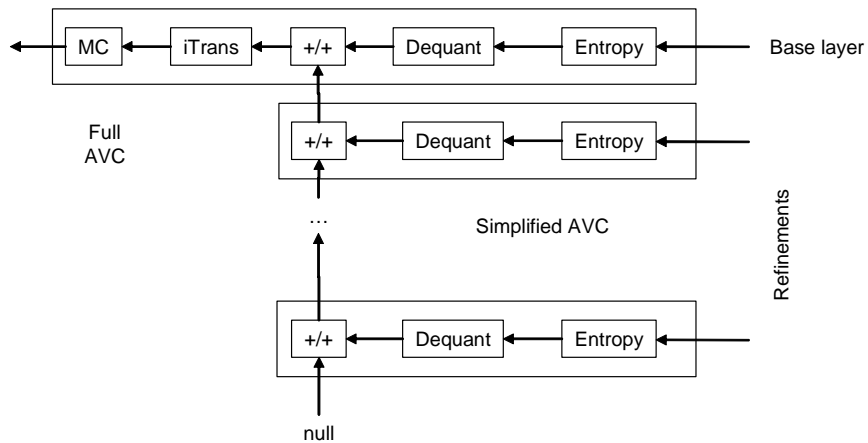 MC
iTrans
+/+
Dequant
Entropy
Base layer
Full
AVC
+/+
Dequant
Entropy
...
Simplified AVC
Refinements
+/+
Dequant
Entropy
null